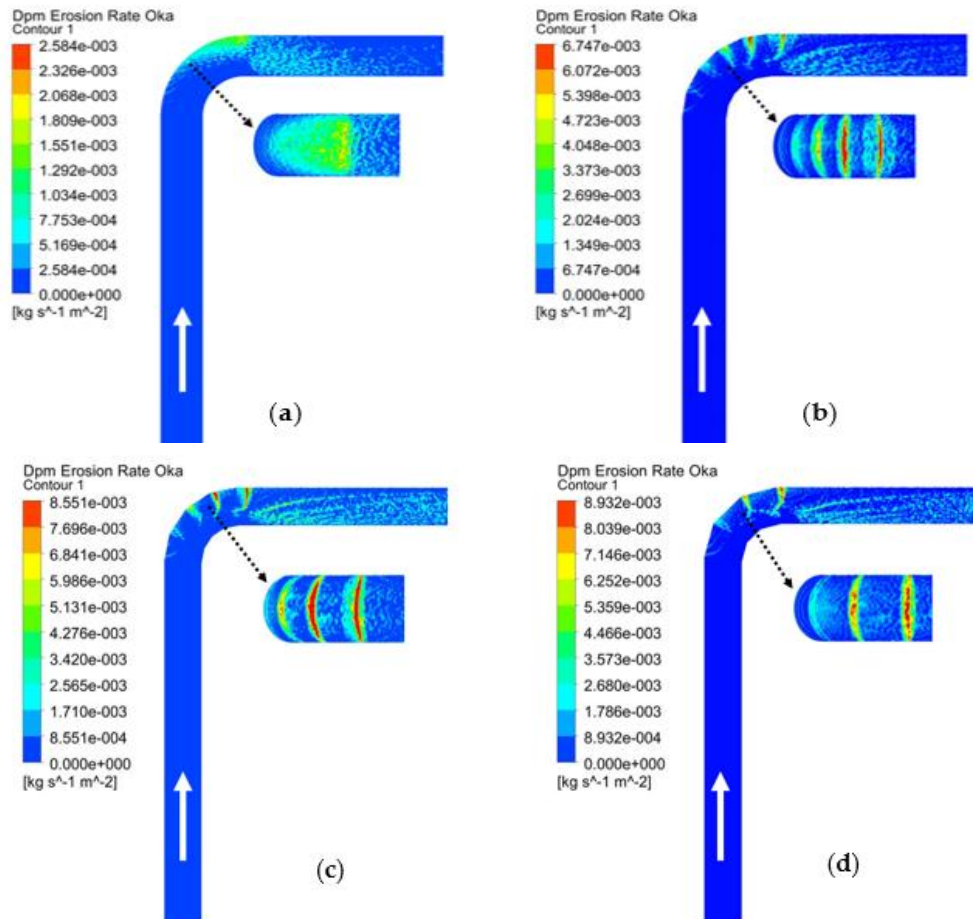 Dpm Erosion Rate Oka
Contour 1
2.584e-003
2.326e-003
2.068e-003
1.809e-003
1.551e-003
1.292e-003
1.034e-003
7.753e-004
5.169e-004
2.584e-004
0.000e+000
[kg s^-1 m^-2]
(a)
Dpm Erosion Rate Oka
Contour 1
6.747e-003
6.072e-003
5.398e-003
4.723e-003
4.048e-003
3.373e-003
2.699e-003
2.024e-003
1.349e-003
6.747e-004
0.000e+000
[kg s^-1 m^-2]
(b)
Dpm Erosion Rate Oka
Contour 1
8.551e-003
7.696e-003
6.841e-003
5.986e-003
5.131e-003
4.276e-003
3.420e-003
2.565e-003
1.710e-003
8.551e-004
0.000e+000
[kg s^-1 m^-2]
(c)
Dpm Erosion Rate Oka
Contour 1
8.932e-003
8.039e-003
7.146e-003
6.252e-003
5.359e-003
4.466e-003
3.573e-003
2.680e-003
1.786e-003
8.932e-004
0.000e+000
[kg s^-1 m^-2]
(d)